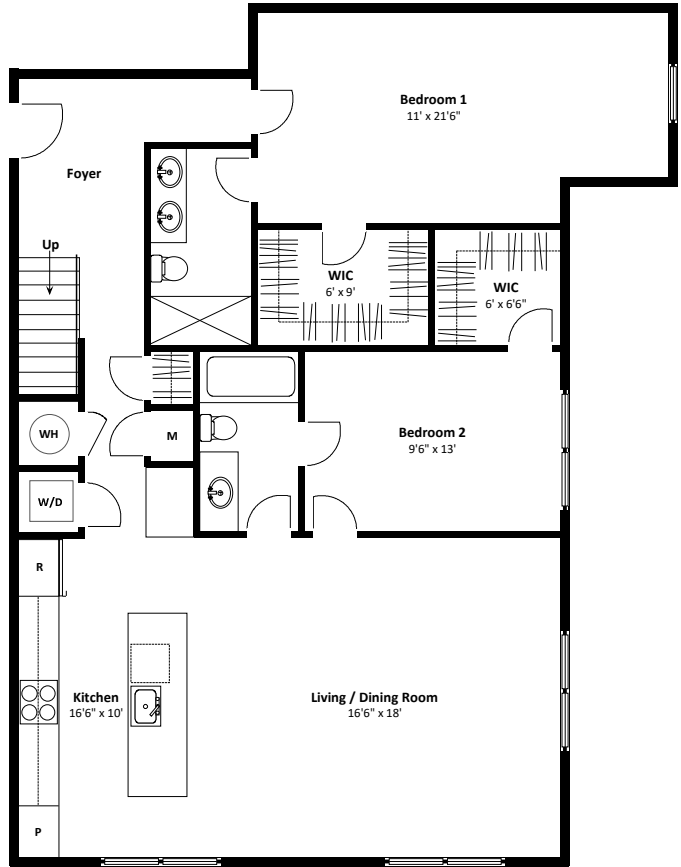 Bedroom 1
11' x 21'6"
Foyer
Up
WIC
6' x 9'
WIC
6' x 6'6"
WH
M
Bedroom 2
9'6" x 13'
W/D
R
Kitchen
16'6" x 10'
Living / Dining Room
16'6" x 18'
P